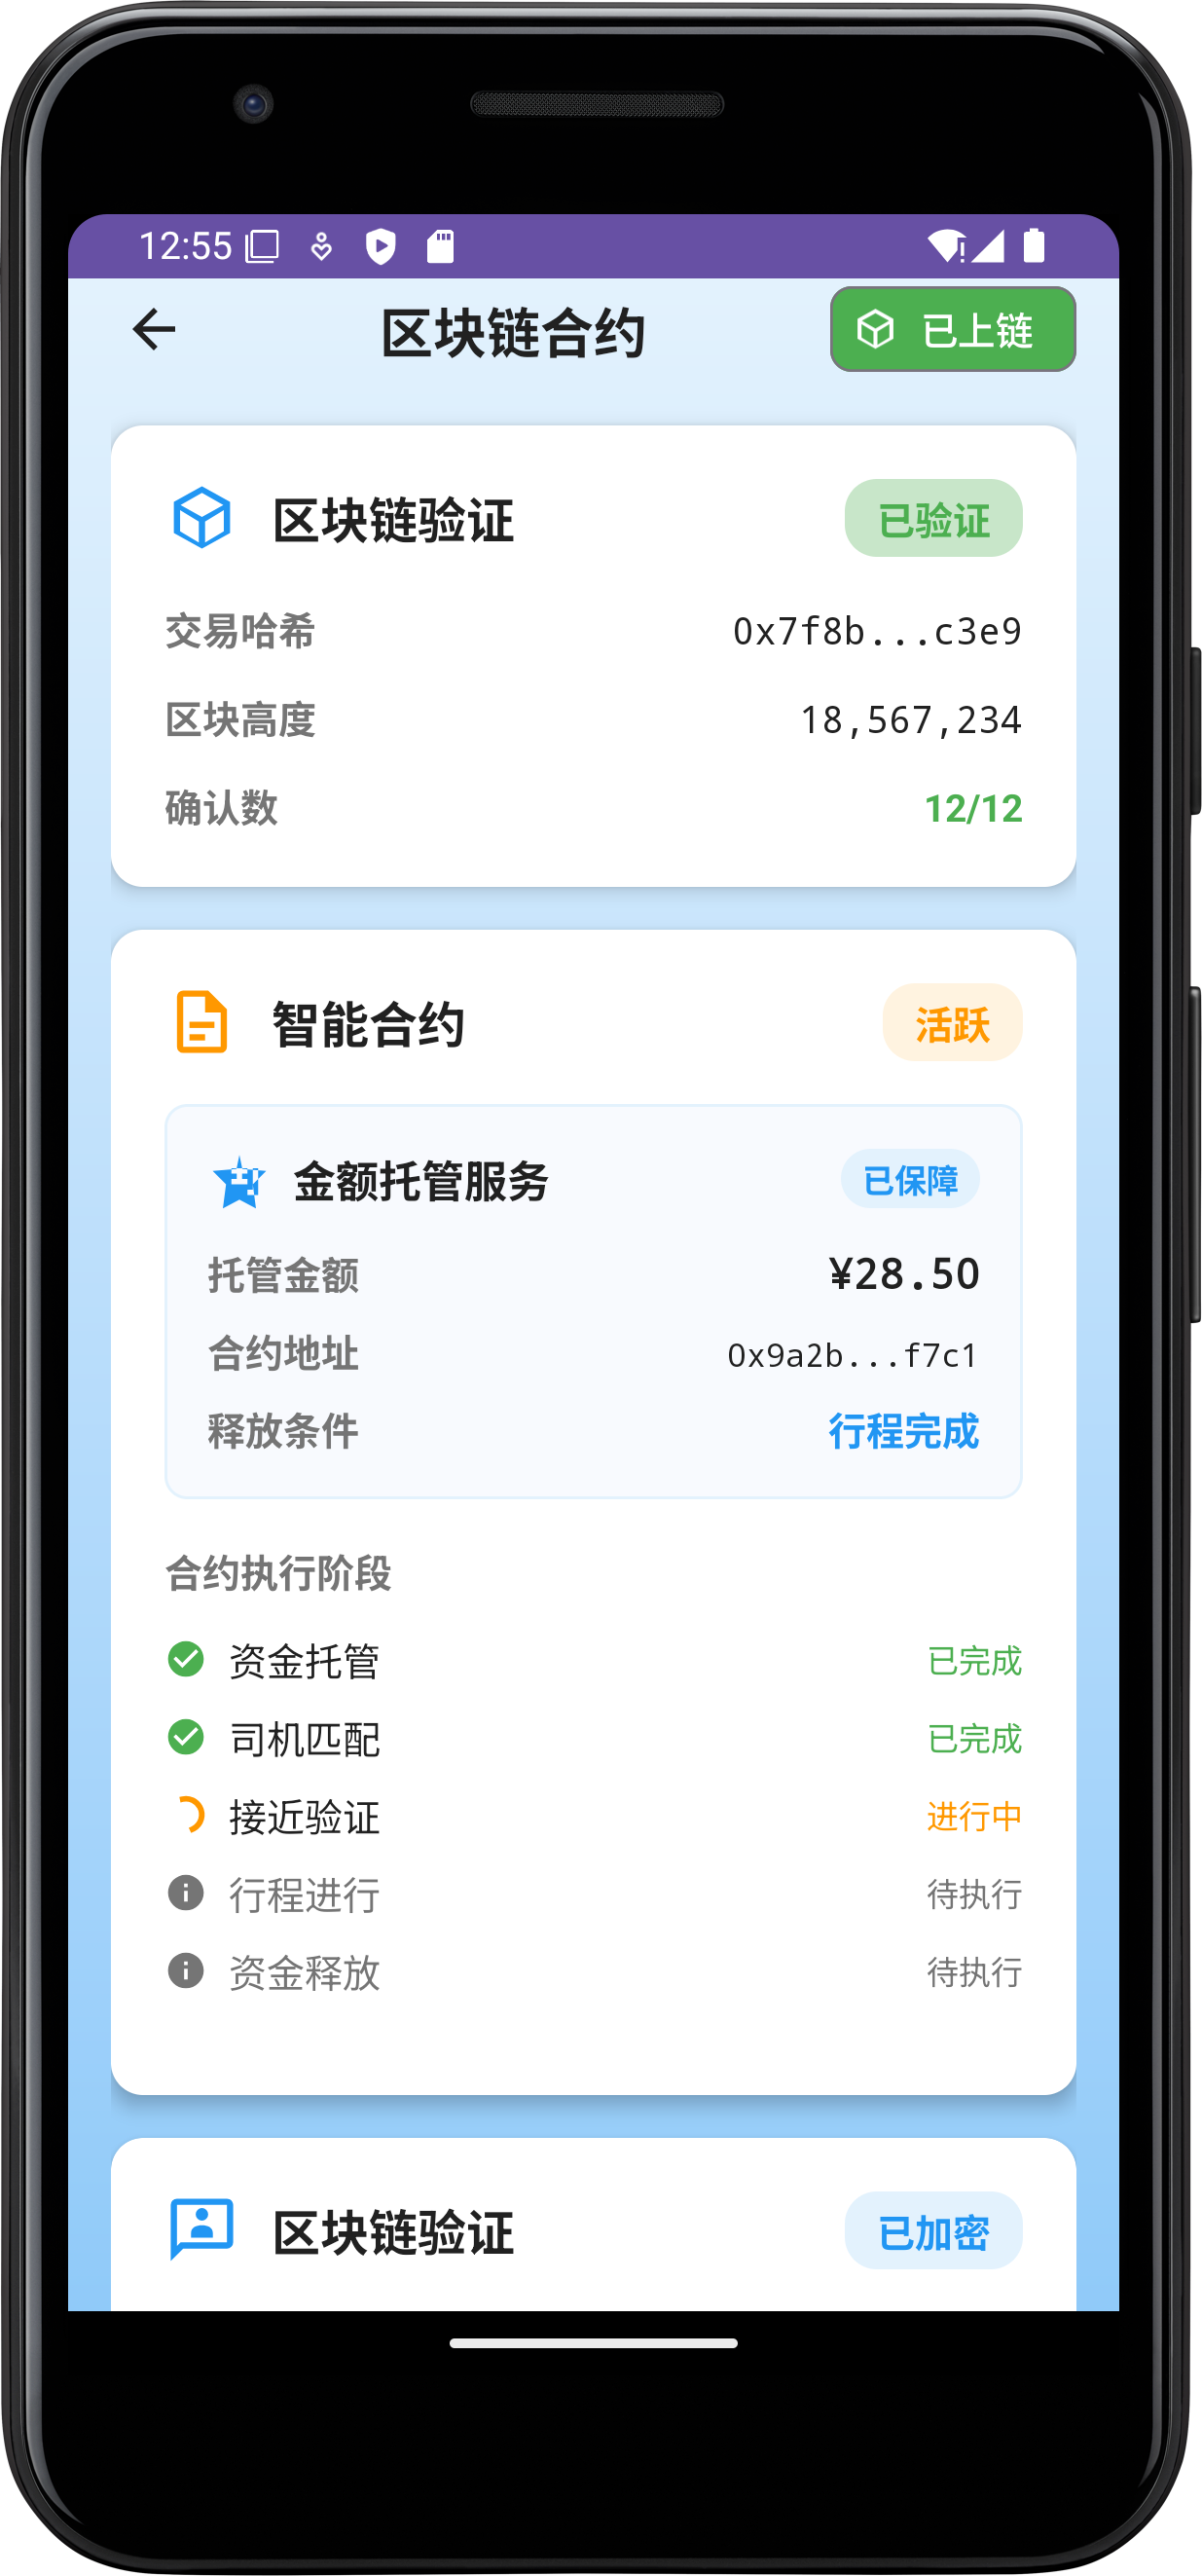 12:55
区块链合约
已上链
区块链验证
已验证
交易哈希 0x7f8b...c3e9
区块高度 18,567,234
确认数 12/12
智能合约
活跃
金额托管服务
已保障
托管金额 ¥28.50
合约地址 0x9a2b...f7c1
释放条件 行程完成
合约执行阶段
资金托管 已完成
司机匹配 已完成
接近验证 进行中
行程进行 待执行
资金释放 待执行
区块链验证
已加密